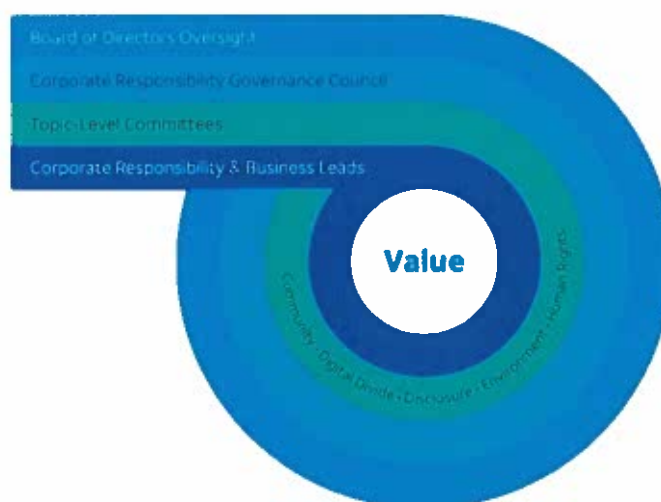 Board of Directors Oversight
Corporate Responsibility Governance Council
Topic-Level Committees
Corporate Responsibility & Business Leads
Value
Community • Digital Divide • Disclosure • Environment • Human Rights